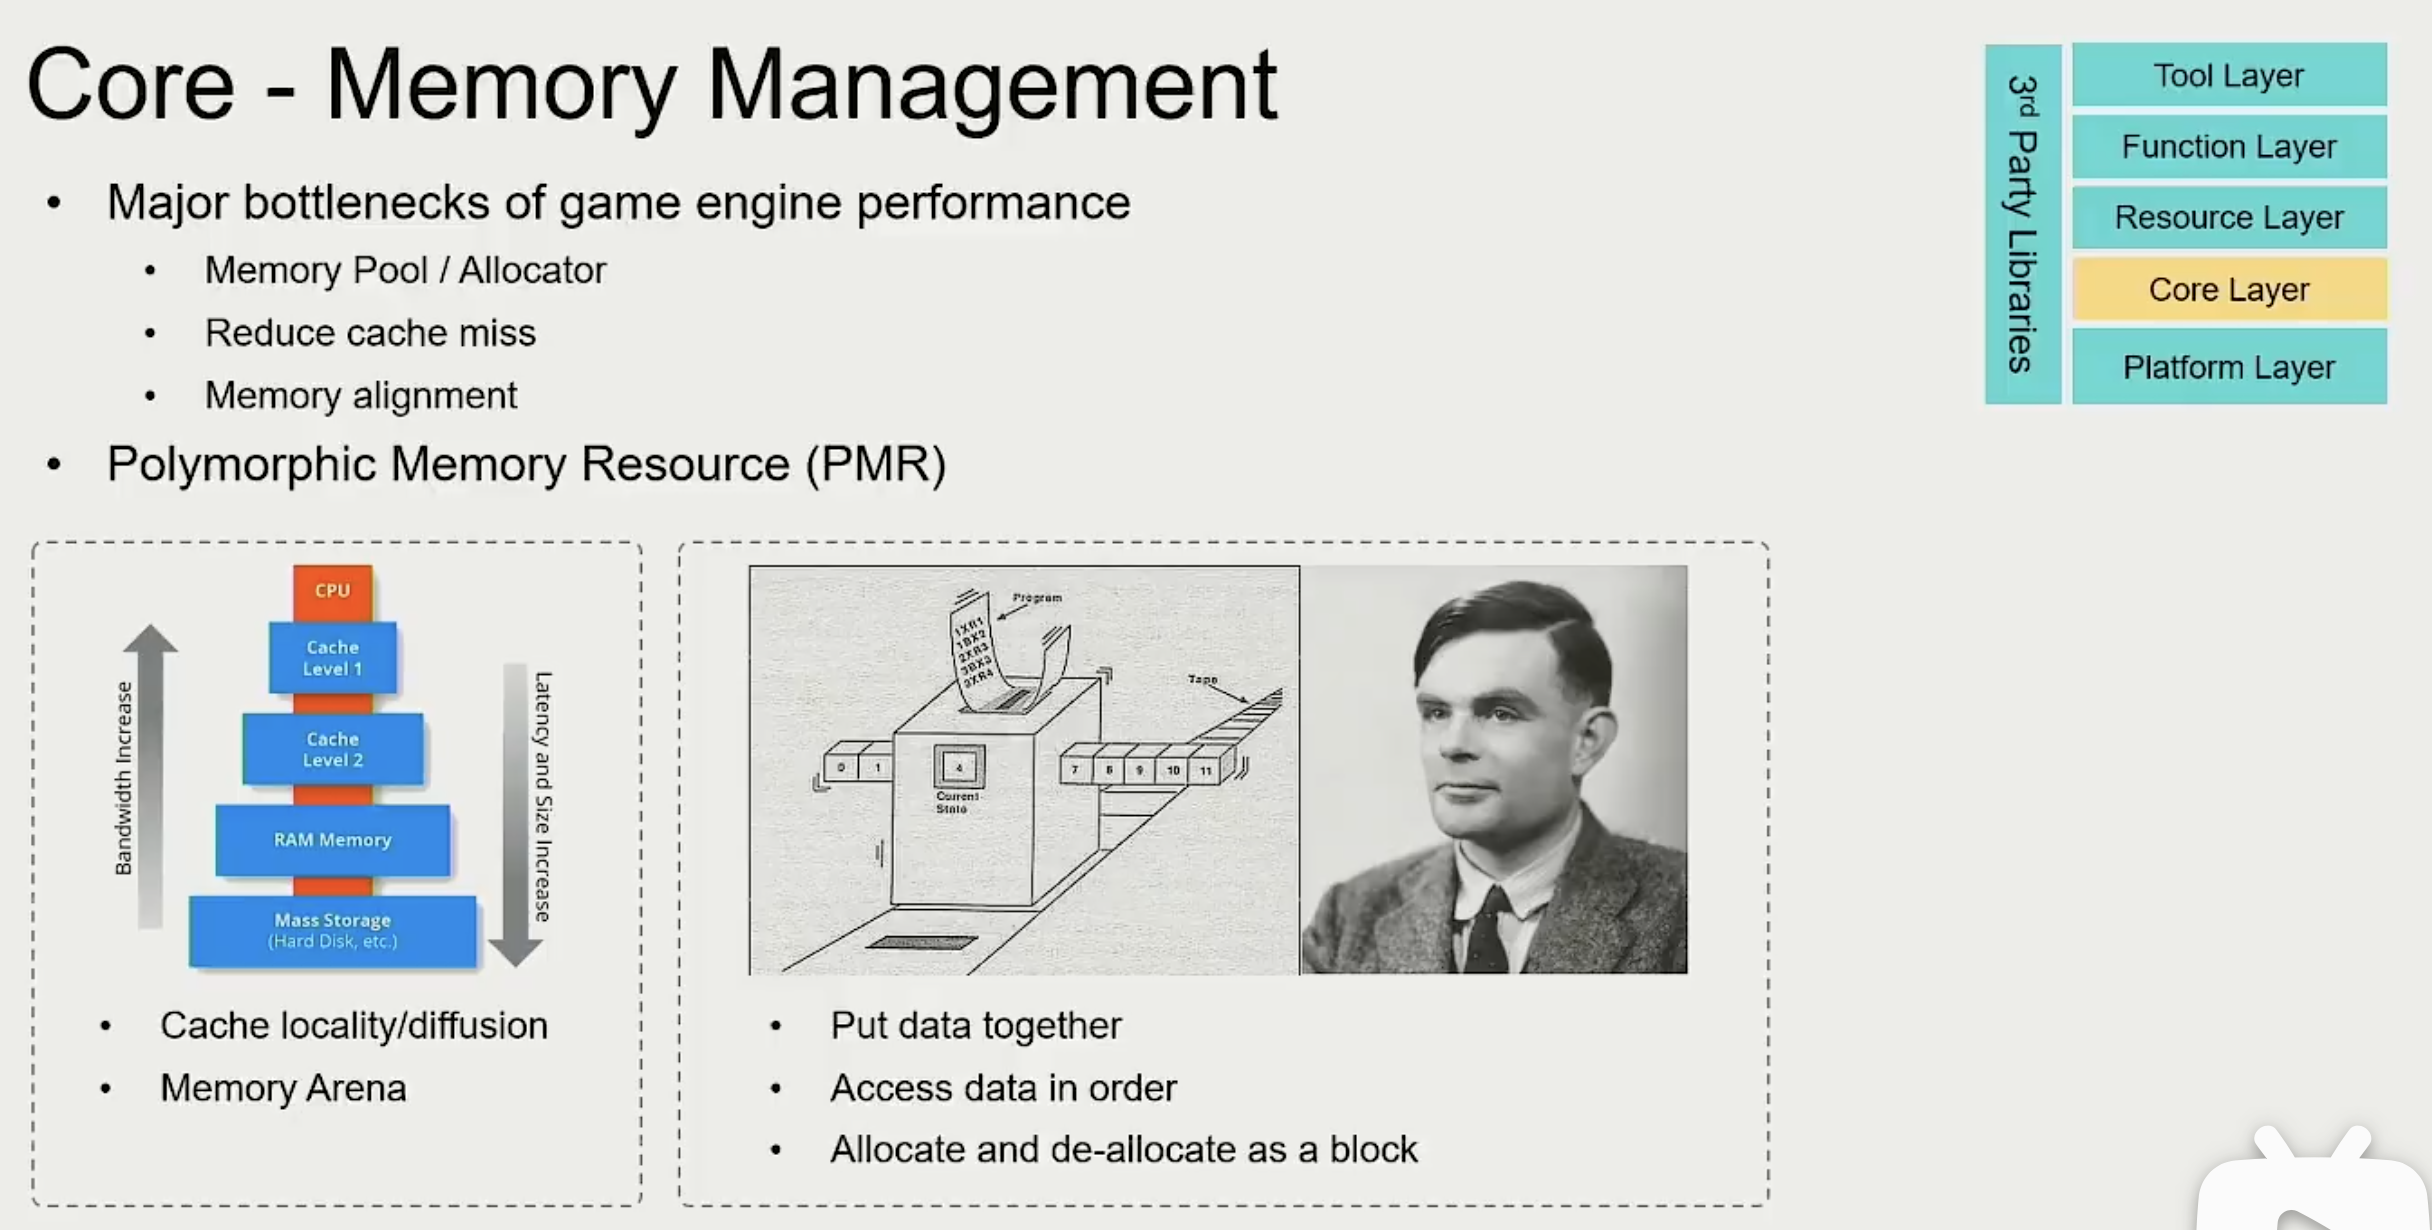 Core - Memory Management
• Major bottlenecks of game engine performance
• Memory Pool / Allocator
• Reduce cache miss
• Memory alignment
• Polymorphic Memory Resource (PMR)
3rd Party Libraries
Tool Layer
Function Layer
Resource Layer
Core Layer
Platform Layer
Bandwidth Increase
CPU
Cache
Level 1
Cache
Level 2
RAM Memory
Mass Storage
(Hard Disk, etc.)
Latency and Size Increase
• Cache locality/diffusion
• Memory Arena
Program
1XR1
1BX2
2XR3
3BX3
3XR4
Tape
0 1
4
Current
State
7 8 9 10 11
• Put data together
• Access data in order
• Allocate and de-allocate as a block